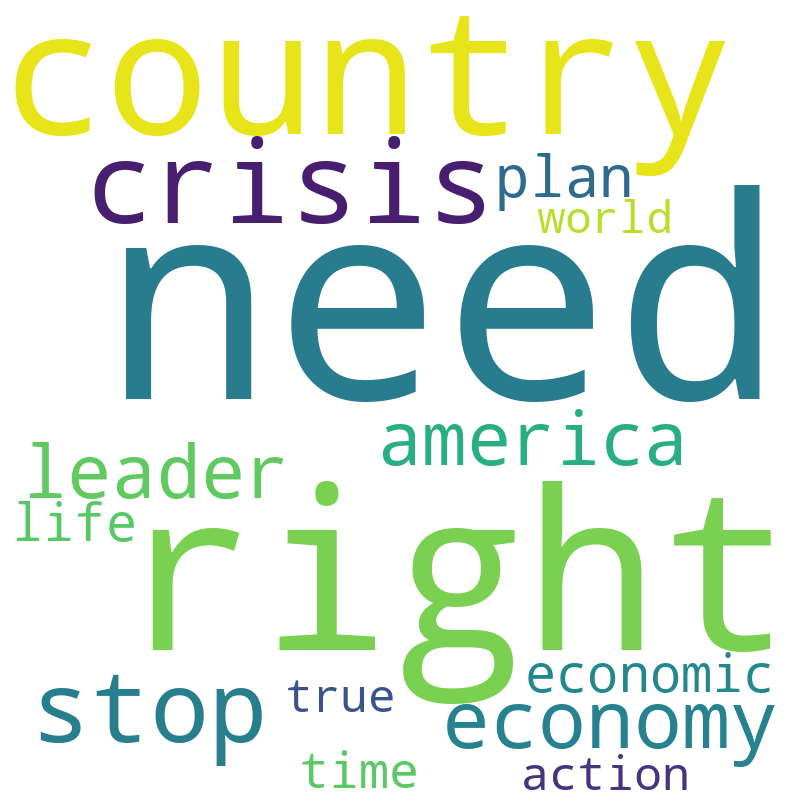 country
crisis
plan
world
need
america
leader
life
right
economic
stop
true
economy
time
action